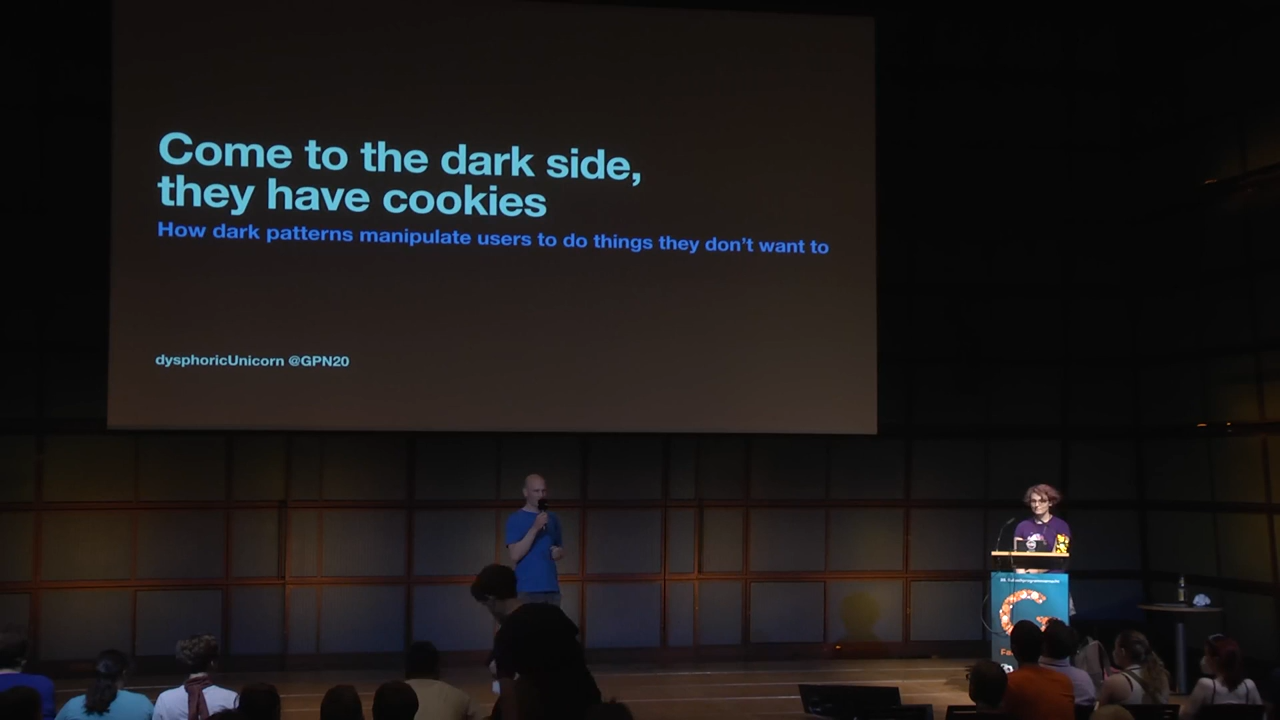 Come to the dark side,
they have cookies
How dark patterns manipulate users to do things they don't want to
dysphoricUnicorn @GPN20
G